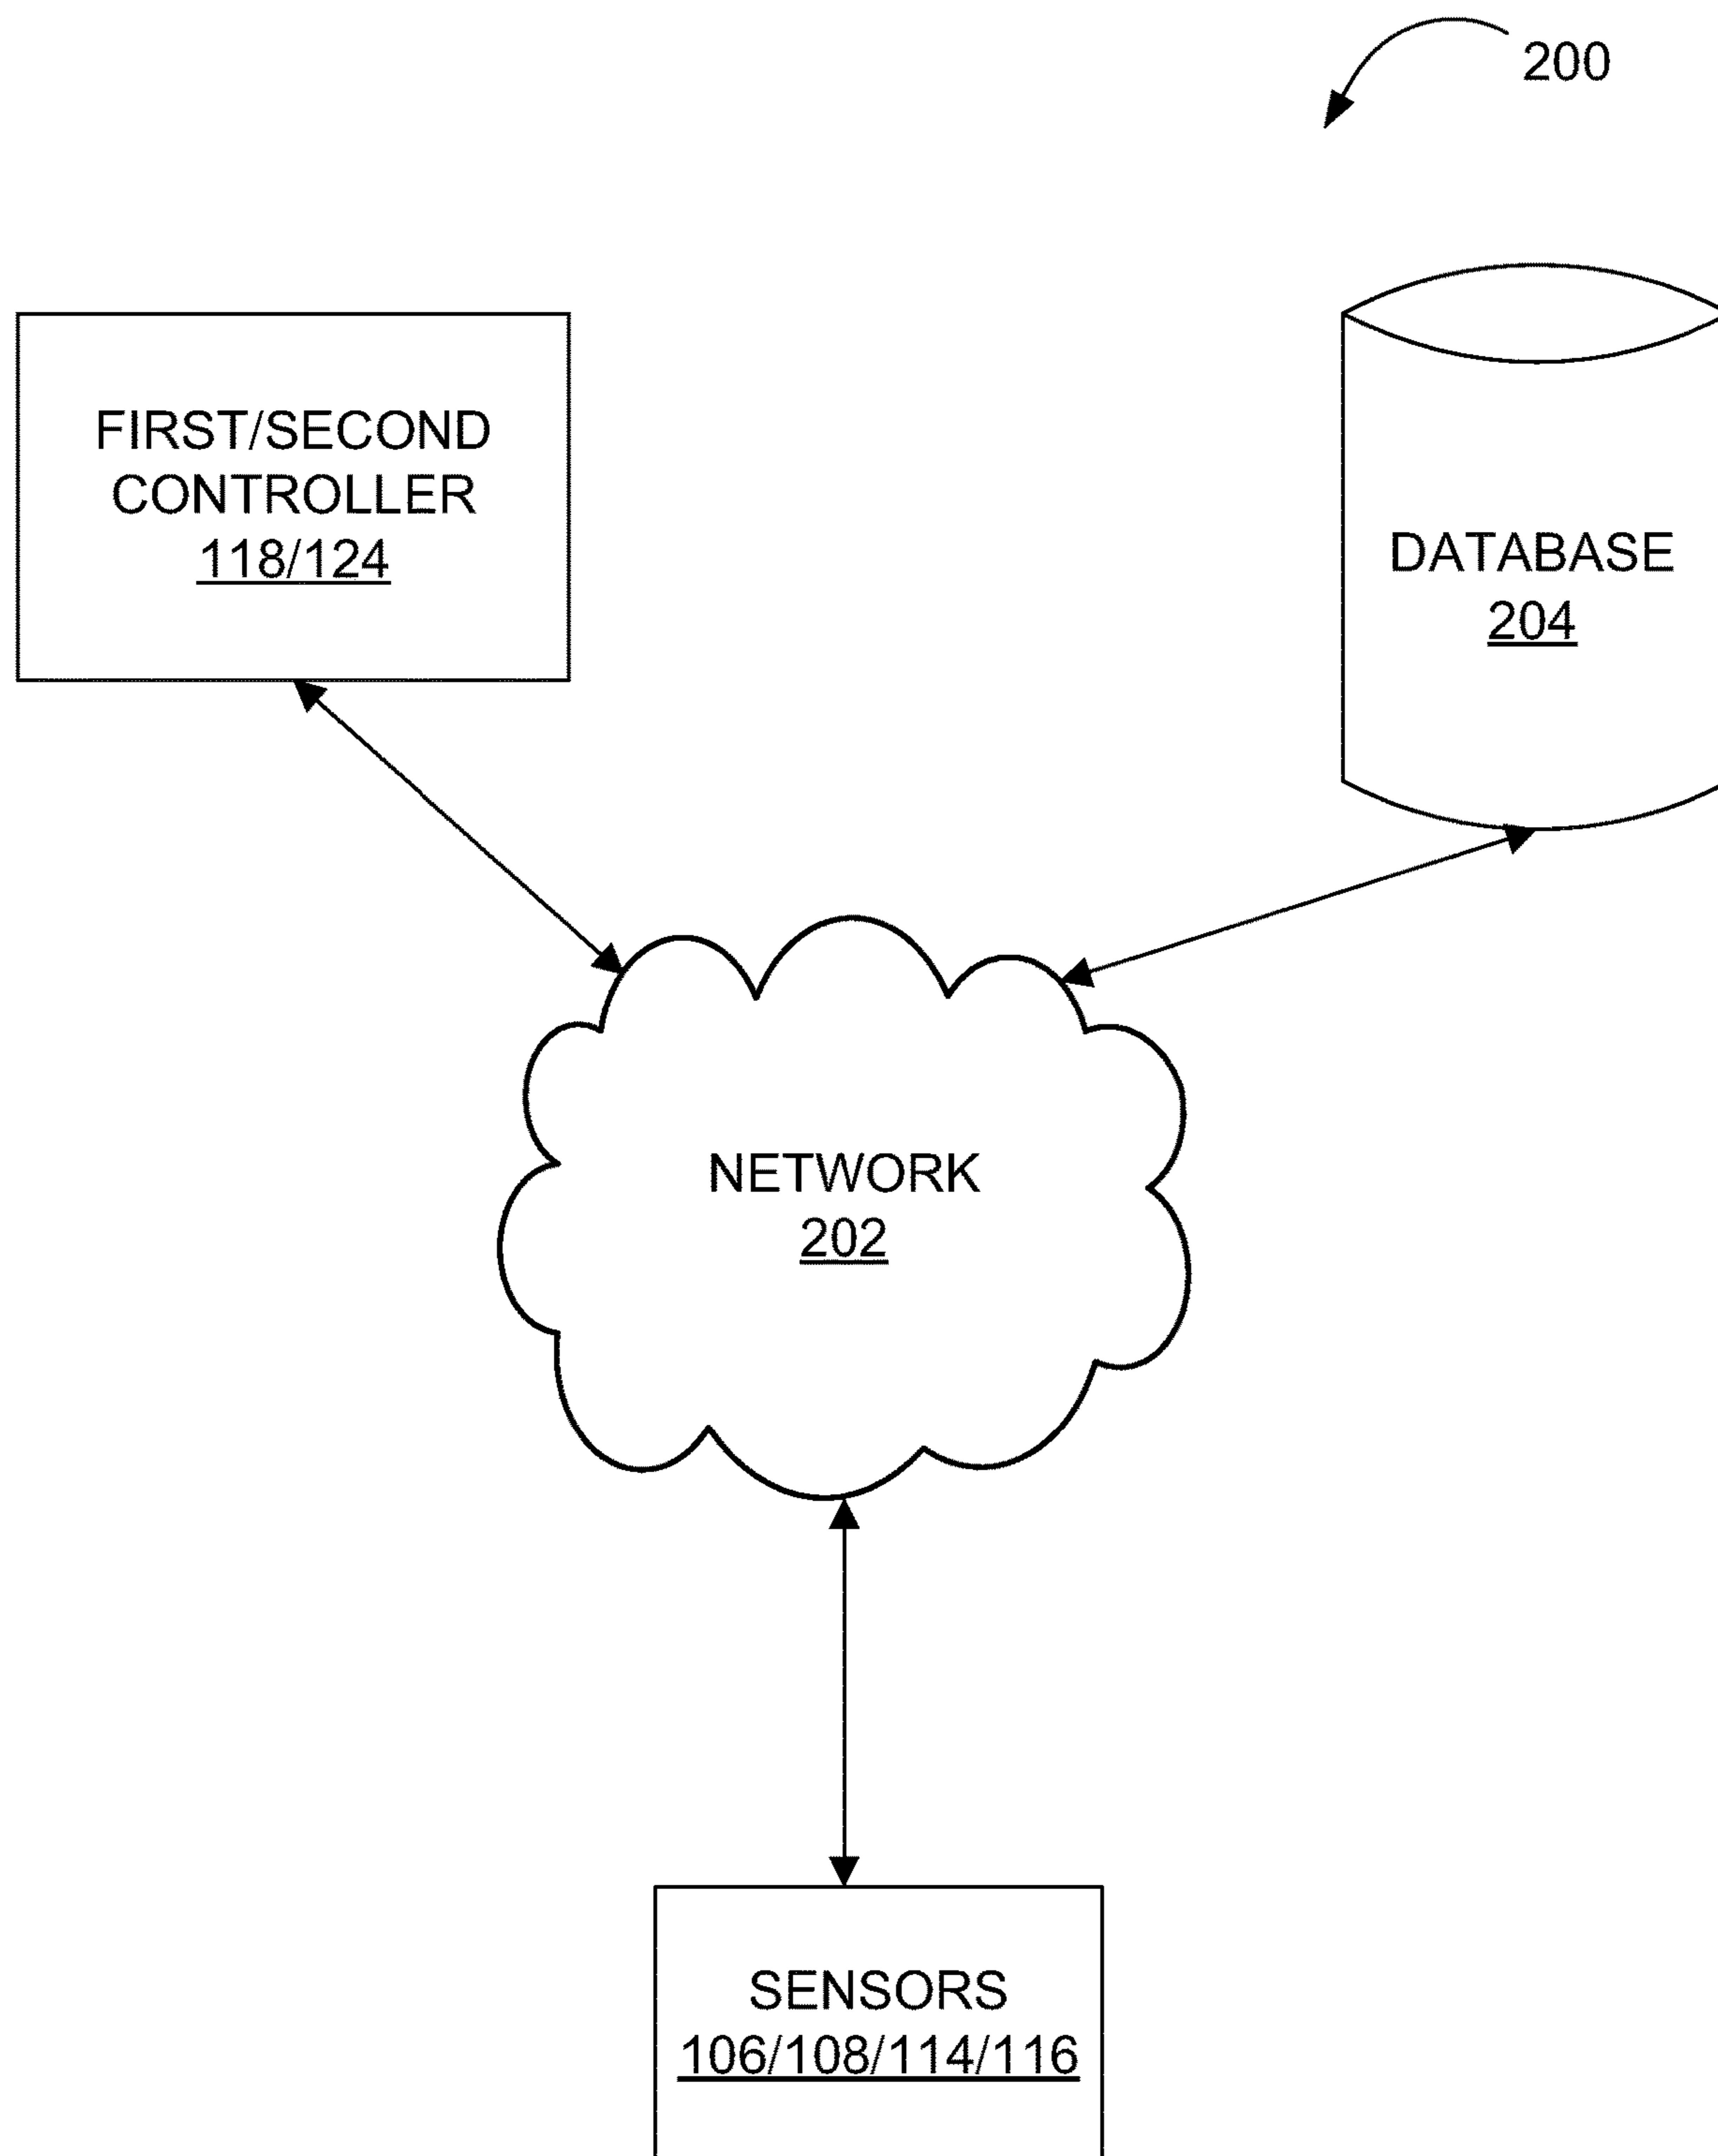 200
FIRST/SECOND
CONTROLLER
118/124
DATABASE
204
NETWORK
202
SENSORS
106/108/114/116